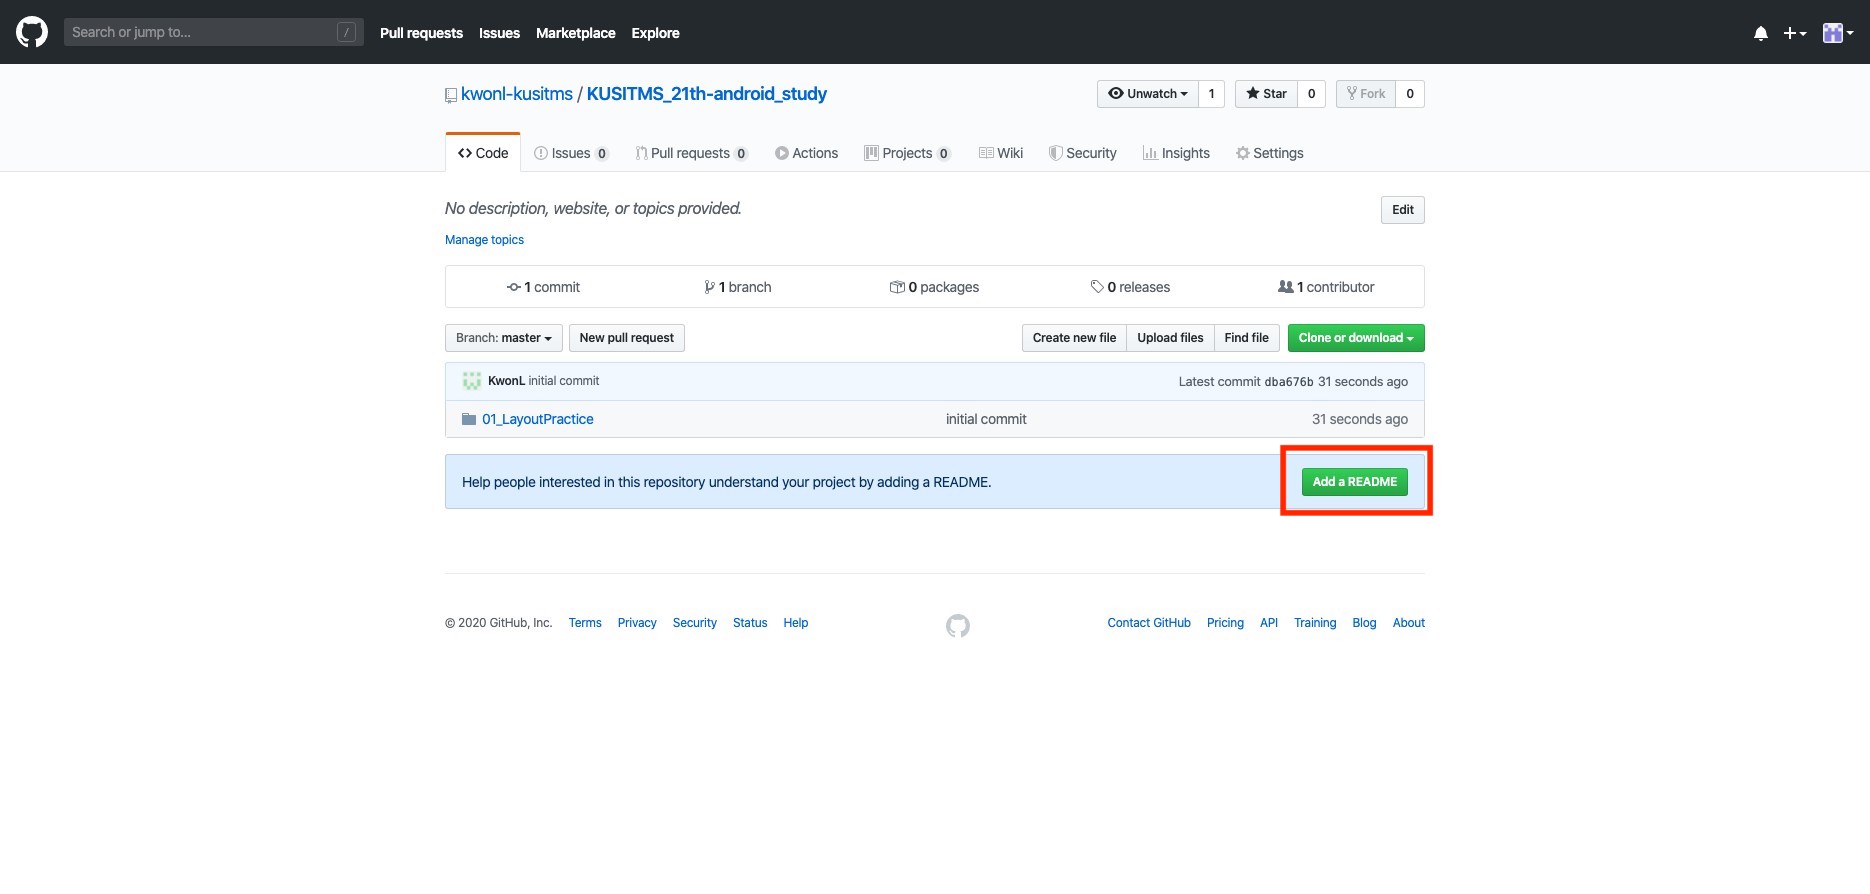 Search or jump to... / Pull requests Issues Marketplace Explore
kwonl-kusitms / KUSITMS_21th-android_study Unwatch 1 Star 0 Fork 0
Code Issues 0 Pull requests 0 Actions Projects 0 Wiki Security Insights Settings
No description, website, or topics provided. Edit
Manage topics
1 commit 1 branch 0 packages 0 releases 1 contributor
Branch: master New pull request Create new file Upload files Find file Clone or download
KwonL initial commit Latest commit dba676b 31 seconds ago
01_LayoutPractice initial commit 31 seconds ago
Help people interested in this repository understand your project by adding a README. Add a README
© 2020 GitHub, Inc. Terms Privacy Security Status Help Contact GitHub Pricing API Training Blog About